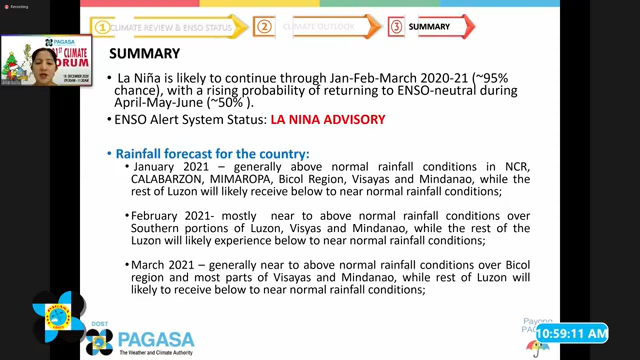 Recording
1 CLIMATE REVIEW & ENSO STATUS
2 CLIMATE OUTLOOK
3 SUMMARY
PAGASA
CLIMATE
FORUM
SUMMARY
• La Niña is likely to continue through Jan-Feb-March 2020-21 (~95%
chance), with a rising probability of returning to ENSO-neutral during
April-May-June (~50% ).
• ENSO Alert System Status: LA NINA ADVISORY
• Rainfall forecast for the country:
• January 2021 – generally above normal rainfall conditions in NCR,
CALABARZON, MIMAROPA, Bicol Region, Visayas and Mindanao, while the
rest of Luzon will likely receive below to near normal rainfall conditions;
• February 2021- mostly near to above normal rainfall conditions over
Southern portions of Luzon, Visyas and Mindanao, while the rest of the
Luzon will likely experience below to near normal rainfall conditions;
• March 2021 – generally near to above normal rainfall conditions over Bicol
region and most parts of Visayas and Mindanao, while rest of Luzon will
likely to receive below to near normal rainfall conditions;
DOST
PAGASA
The Weather and Climate Authority
Payong
PAG
10:59:11 AM